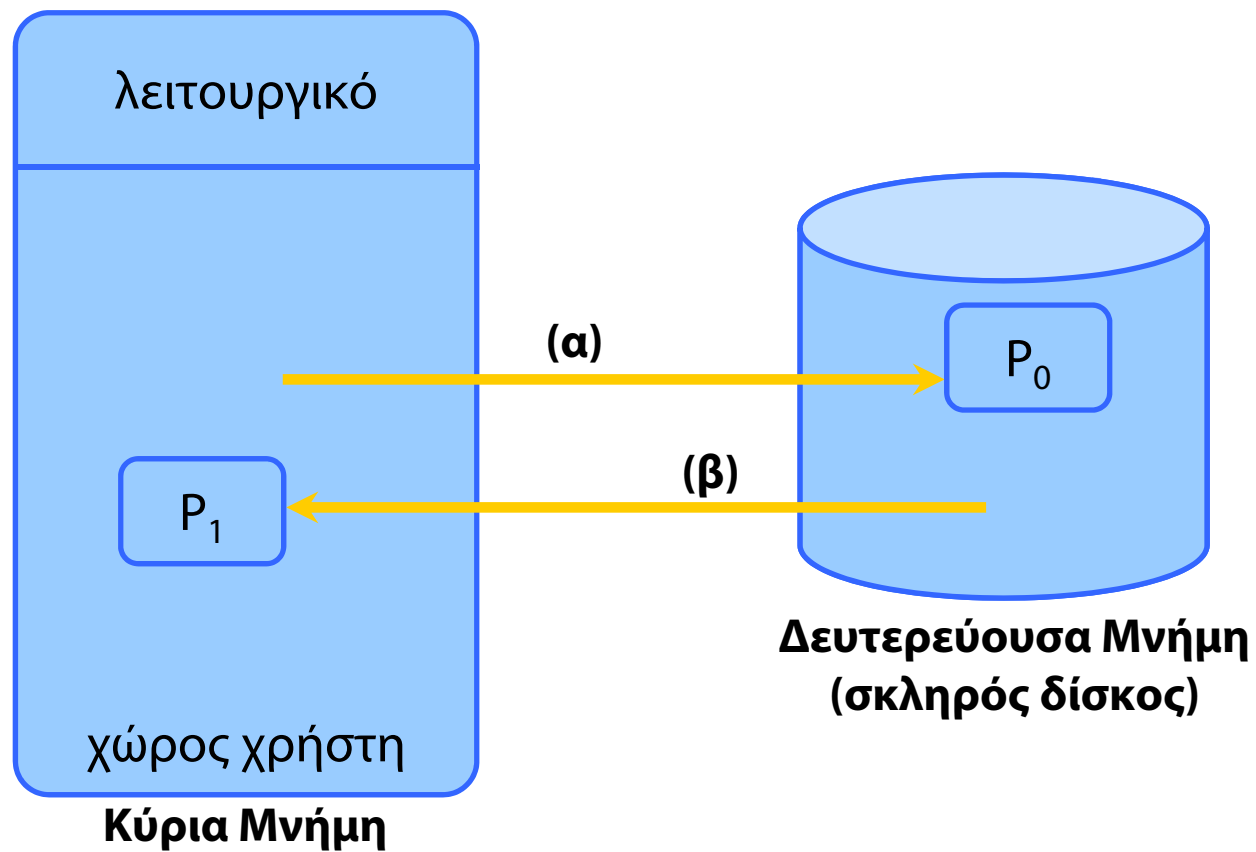 λειτουργικό
(α)
P0
(β)
P1
Δευτερεύουσα Μνήμη
(σκληρός δίσκος)
χώρος χρήστη
Κύρια Μνήμη